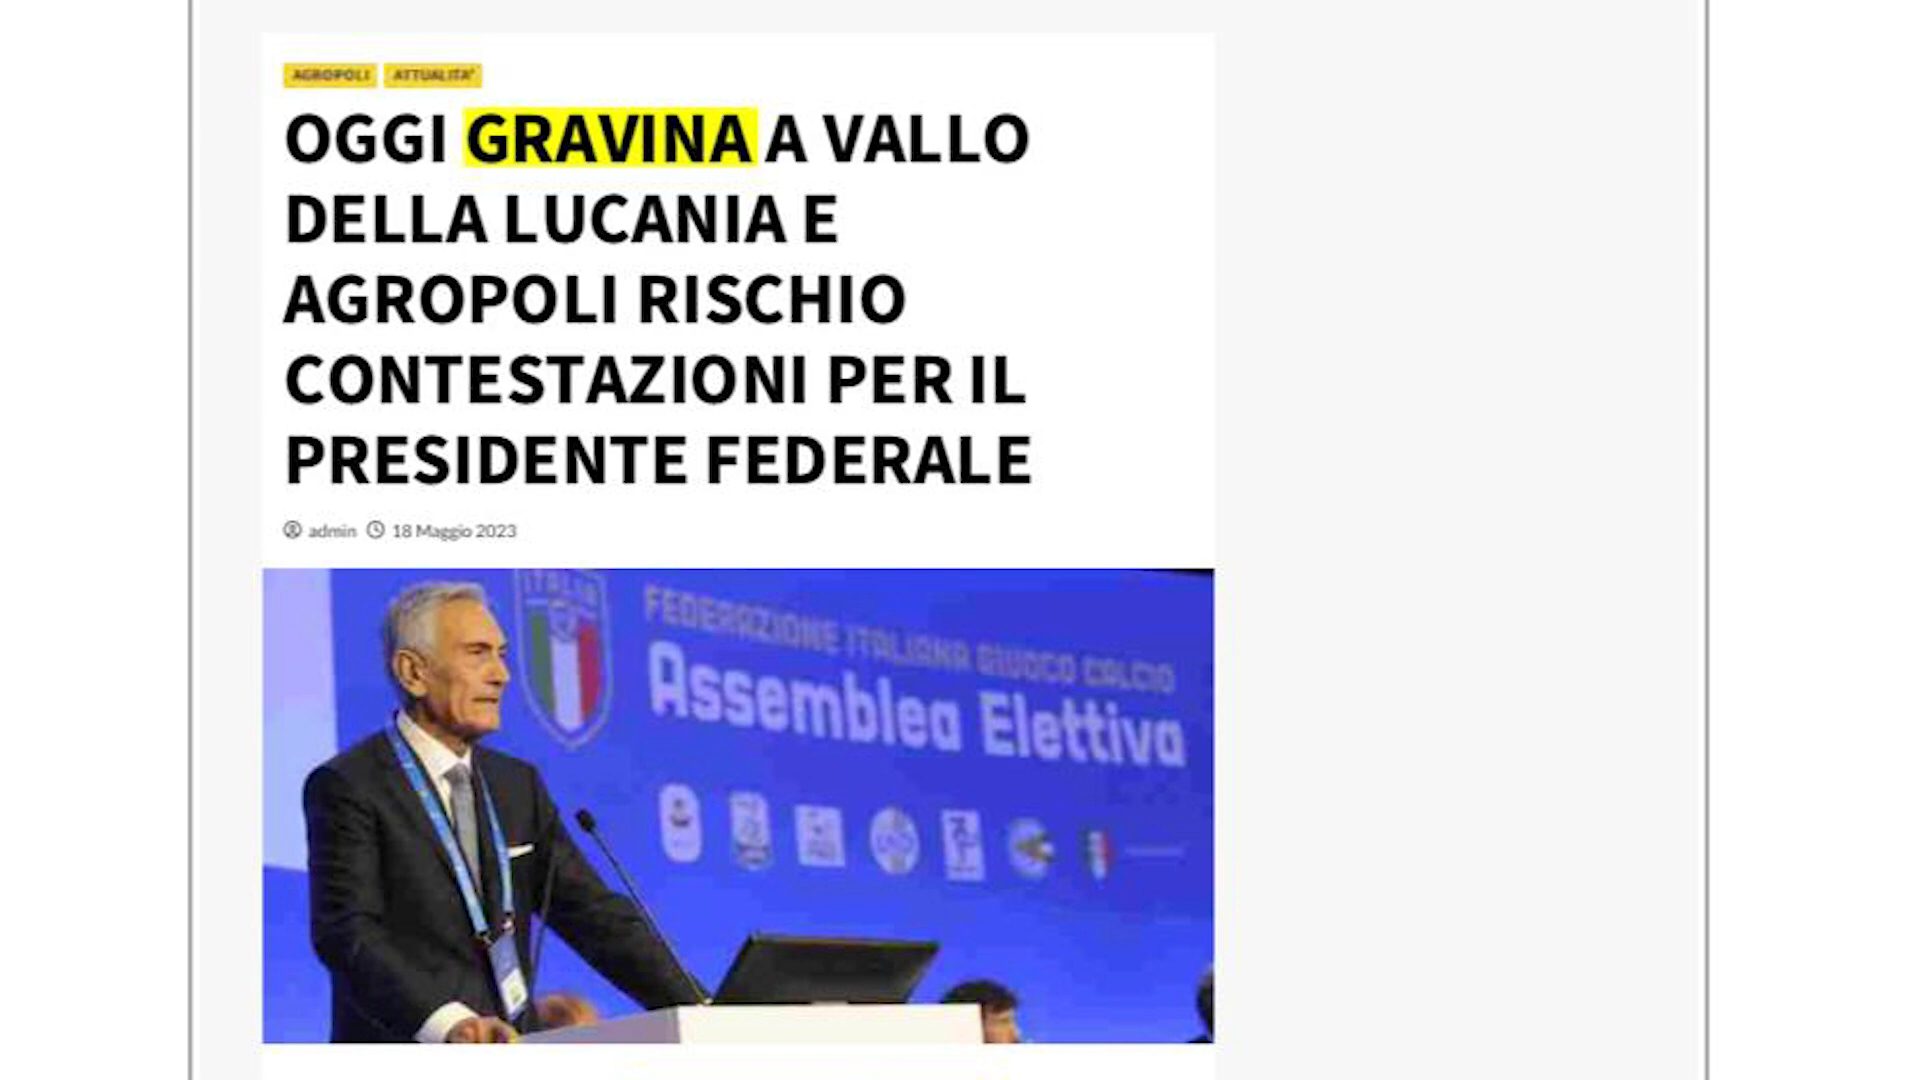 AGROPOLI ATTUALITA'
OGGI GRAVINA A VALLO
DELLA LUCANIA E
AGROPOLI RISCHIO
CONTESTAZIONI PER IL
PRESIDENTE FEDERALE
admin 18 Maggio 2023
ITALIA
FEDERAZIONE ITALIANA GIUOCO CALCIO
Assemblea Elettiva